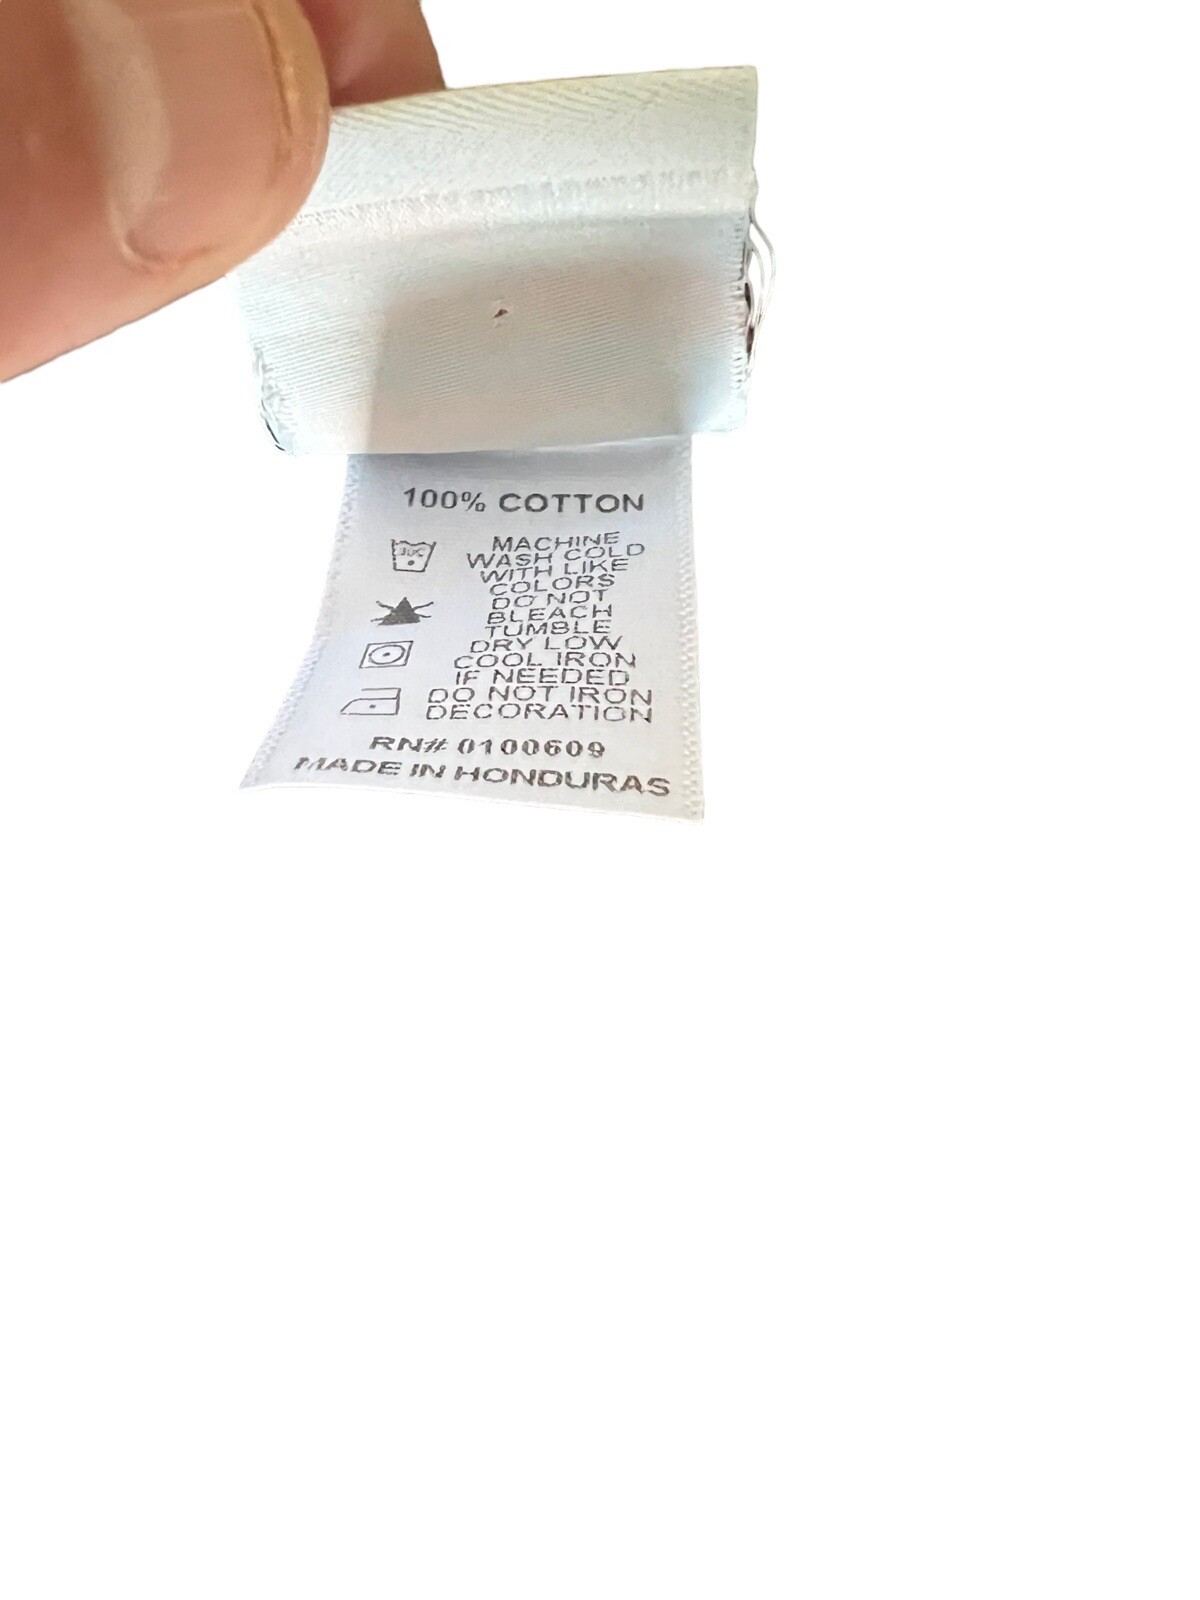 100% COTTON
30C
MACHINE
WASH COLD
WITH LIKE
COLORS
DO NOT
BLEACH
TUMBLE
DRY LOW
COOL IRON
IF NEEDED
DO NOT IRON
DECORATION
RN# 0100609
MADE IN HONDURAS